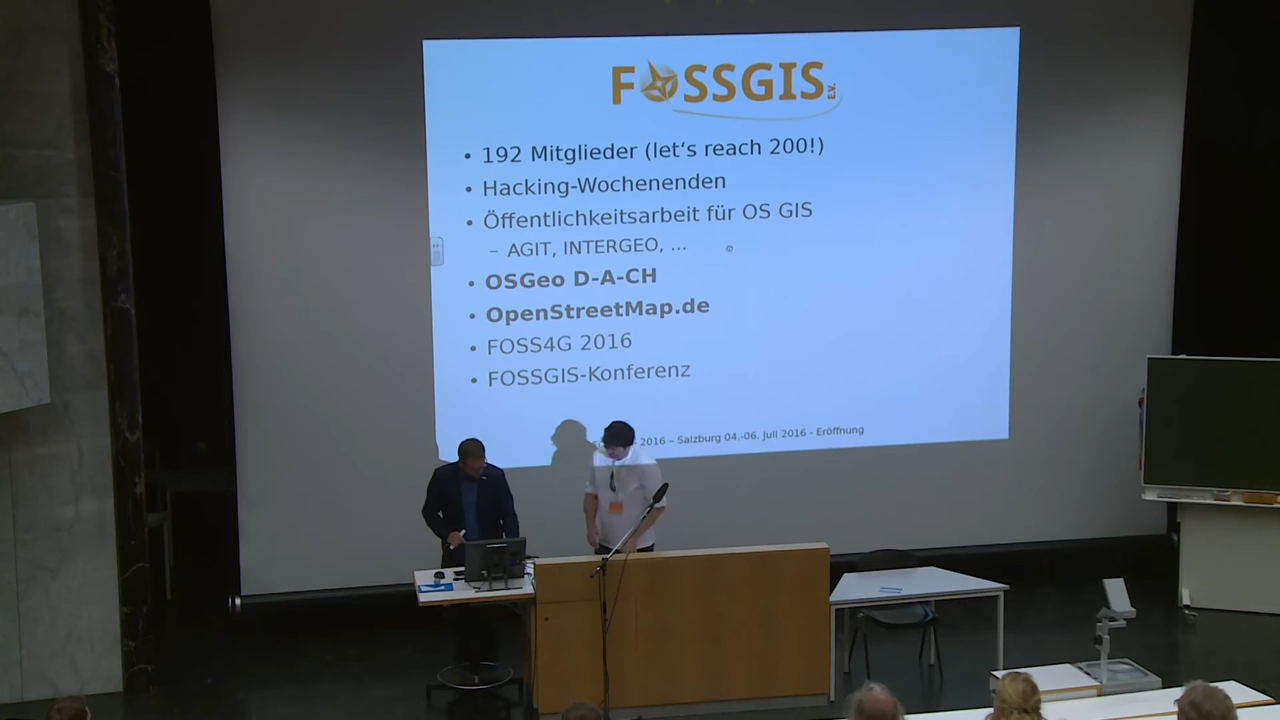 FOSSGIS e.V.
• 192 Mitglieder (let's reach 200!)
• Hacking-Wochenenden
• Öffentlichkeitsarbeit für OS GIS
– AGIT, INTERGEO, ...
• OSGeo D-A-CH
• OpenStreetMap.de
• FOSS4G 2016
• FOSSGIS-Konferenz
2016 – Salzburg 04.-06. Juli 2016 - Eröffnung